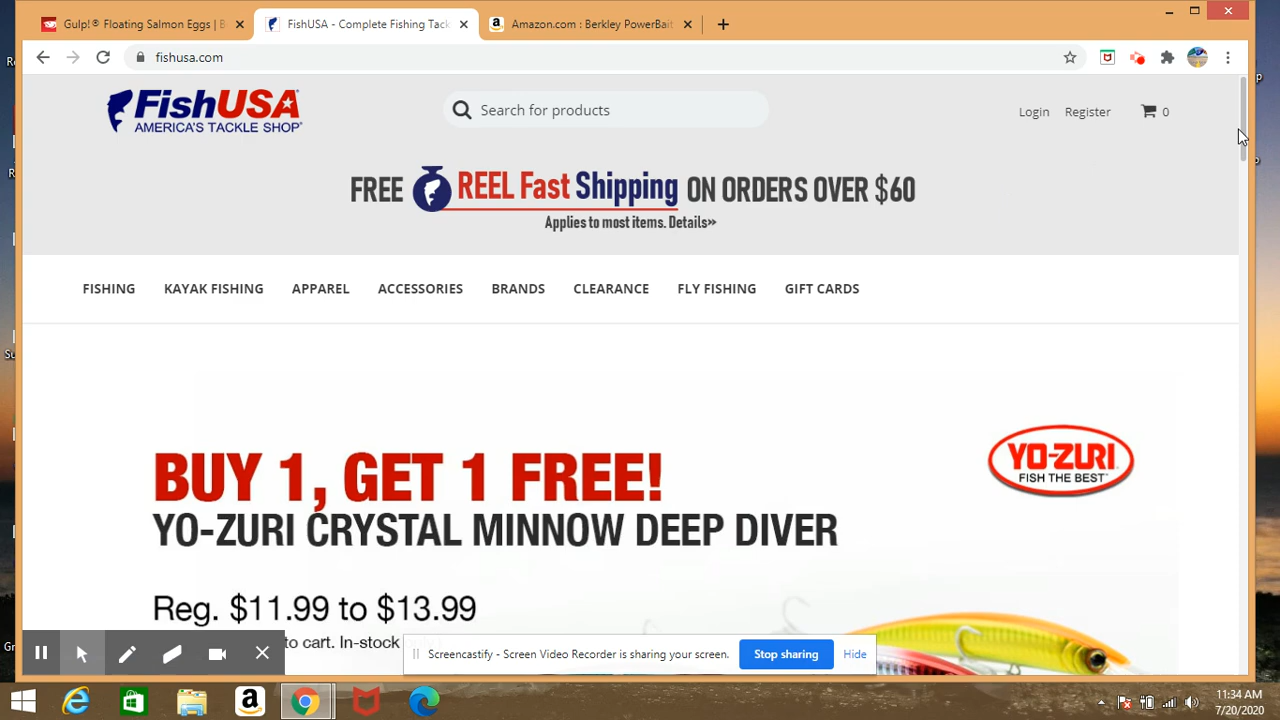 Gulp!® Floating Salmon Eggs | B
FishUSA - Complete Fishing Tack
Amazon.com : Berkley PowerBait
fishusa.com
FishUSA
AMERICA'S TACKLE SHOP
Search for products
Login Register 0
FREE REEL Fast Shipping ON ORDERS OVER $60
Applies to most items. Details»
FISHING KAYAK FISHING APPAREL ACCESSORIES BRANDS CLEARANCE FLY FISHING GIFT CARDS
YO-ZURI
FISH THE BEST
BUY 1, GET 1 FREE!
YO-ZURI CRYSTAL MINNOW DEEP DIVER
Reg. $11.99 to $13.99
to cart. In-stock
Screencastify - Screen Video Recorder is sharing your screen. Stop sharing Hide
11:34 AM
7/20/2020